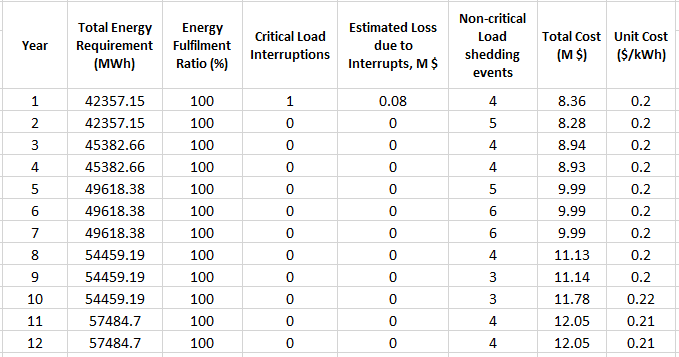 Year Total Energy Requirement (MWh) Energy Fulfilment Ratio (%) Critical Load Interruptions Estimated Loss due to Interrupts, M $ Non-critical Load shedding events Total Cost (M $) Unit Cost ($/kWh)
1 42357.15 100 1 0.08 4 8.36 0.2
2 42357.15 100 0 0 5 8.28 0.2
3 45382.66 100 0 0 4 8.94 0.2
4 45382.66 100 0 0 4 8.93 0.2
5 49618.38 100 0 0 5 9.99 0.2
6 49618.38 100 0 0 6 9.99 0.2
7 49618.38 100 0 0 6 9.99 0.2
8 54459.19 100 0 0 4 11.13 0.2
9 54459.19 100 0 0 3 11.14 0.2
10 54459.19 100 0 0 3 11.78 0.22
11 57484.7 100 0 0 4 12.05 0.21
12 57484.7 100 0 0 4 12.05 0.21